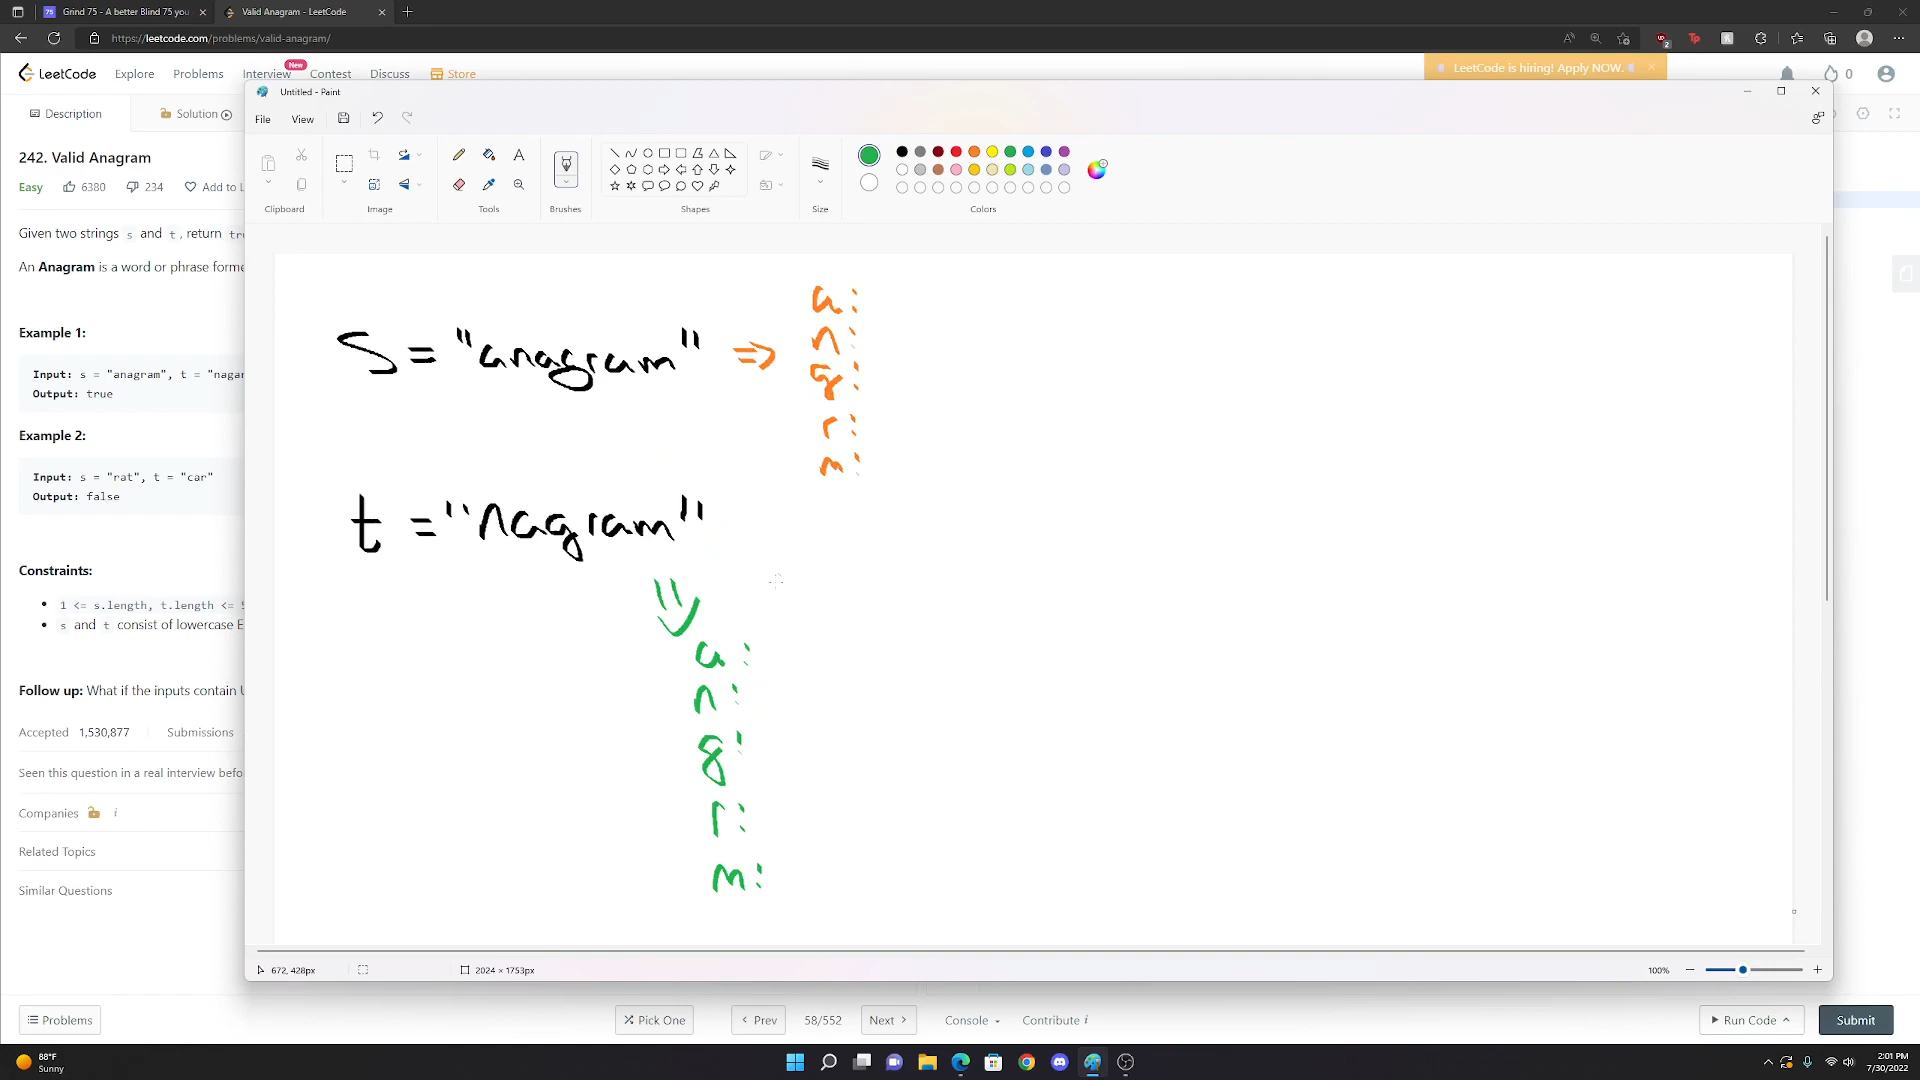 Grind 75 - A better Blind 75 you
Valid Anagram - LeetCode
https://leetcode.com/problems/valid-anagram/
LeetCode
Explore
Problems
Interview
New
Contest
Discuss
Store
LeetCode is hiring! Apply NOW.
0
Untitled - Paint
File
View
Description
Solution
Clipboard
Image
Tools
Brushes
Shapes
Size
Colors
242. Valid Anagram
Easy
6380
234
Add to L
Given two strings s and t, return tru
An Anagram is a word or phrase forme
Example 1:
Input: s = "anagram", t = "nagar
Output: true
Example 2:
Input: s = "rat", t = "car"
Output: false
Constraints:
• 1 <= s.length, t.length <= 5
• s and t consist of lowercase E
Follow up: What if the inputs contain U
Accepted 1,530,877
Submissions
Seen this question in a real interview befo
Companies
i
Related Topics
Similar Questions
S = "anagram" =>
a:
n:
g:
r:
m:
t = "nagram"
a:
n:
g:
r:
m:
672, 428px
2024 × 1753px
100%
Problems
Pick One
Prev
58/552
Next
Console
Contribute i
Run Code
Submit
88°F
Sunny
2:01 PM
7/30/2022